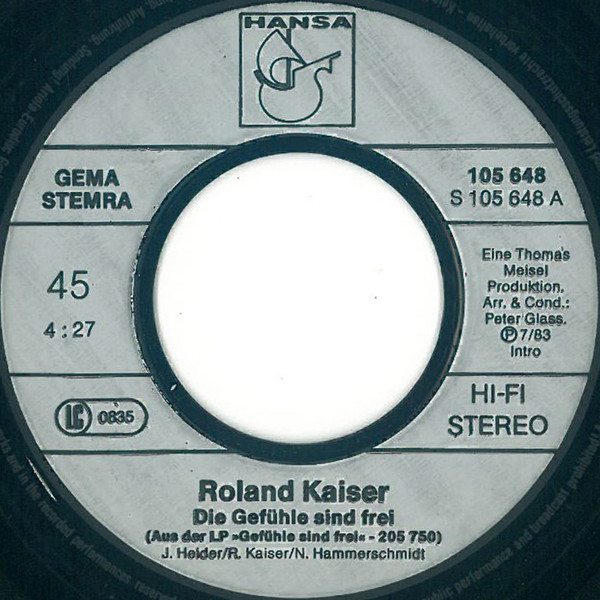 HANSA
GEMA
STEMRA
105 648
S 105 648 A
45
4:27
Eine Thomas
Meisel
Produktion.
Arr. & Cond.:
Peter Glass.
Ⓟ 7/83
Intro
LC 0835
HI-FI
STEREO
Roland Kaiser
Die Gefühle sind frei
(Aus der LP »Gefühle sind frei« - 205 750)
J. Heider/R. Kaiser/N. Hammerschmidt